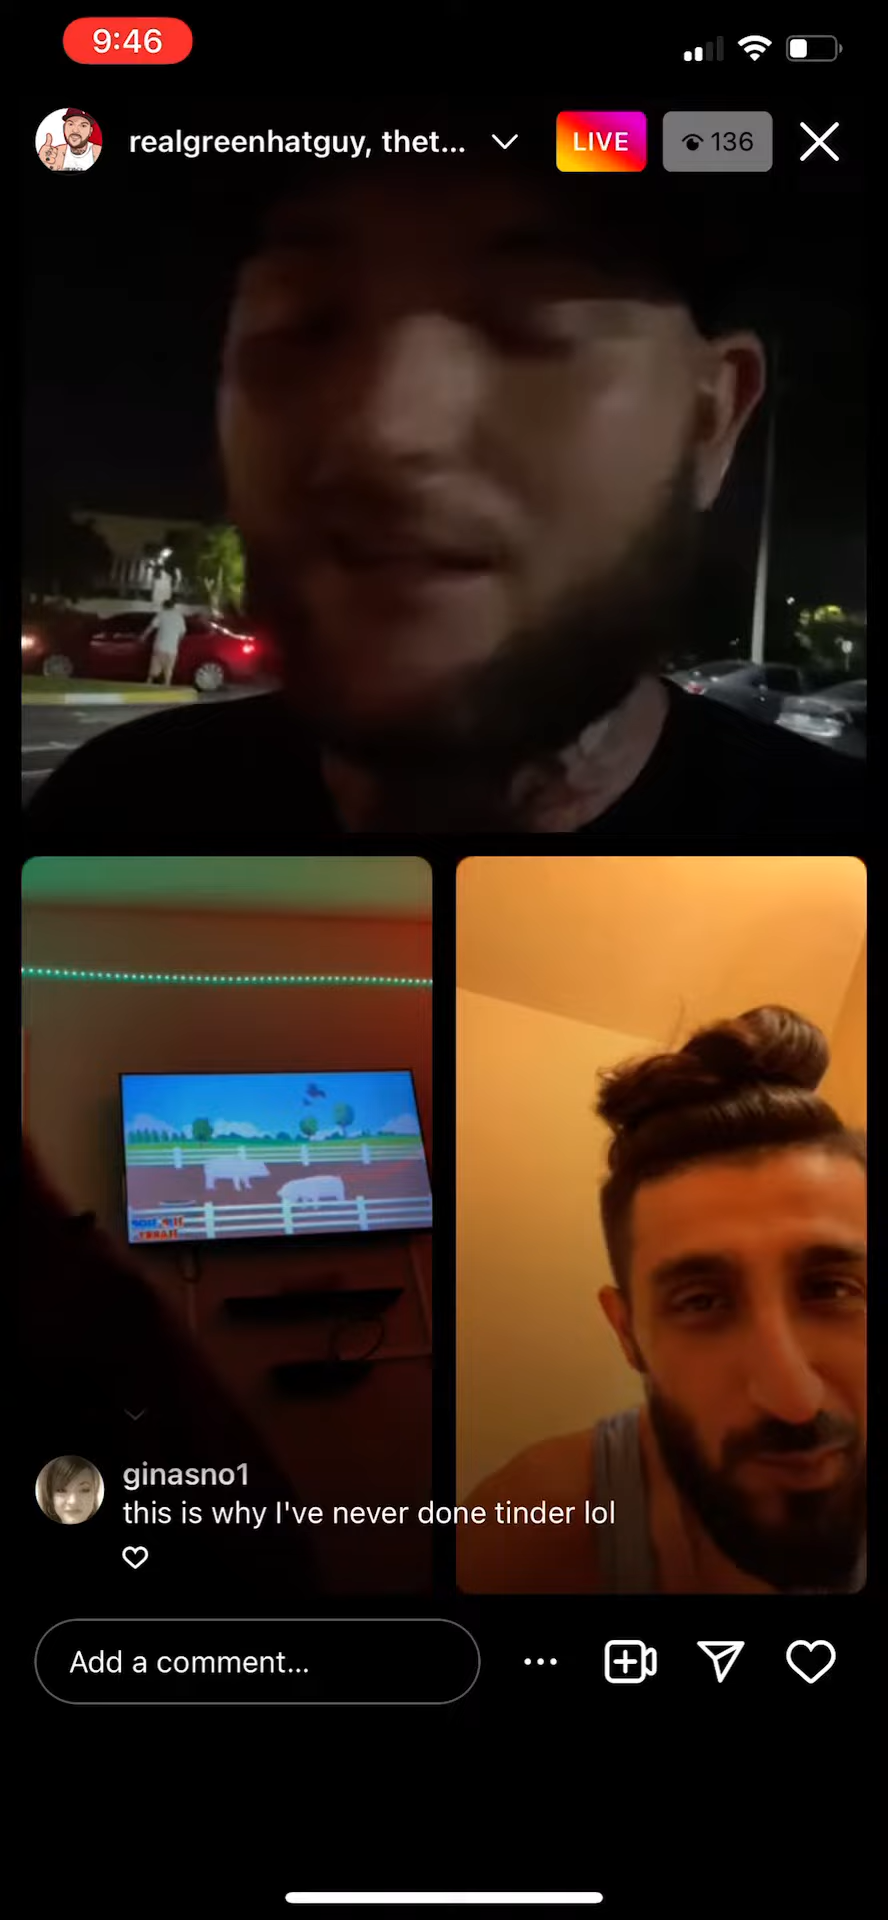 9:46
realgreenhatguy, thet...
LIVE
136
ginasno1
this is why I've never done tinder lol
Add a comment...